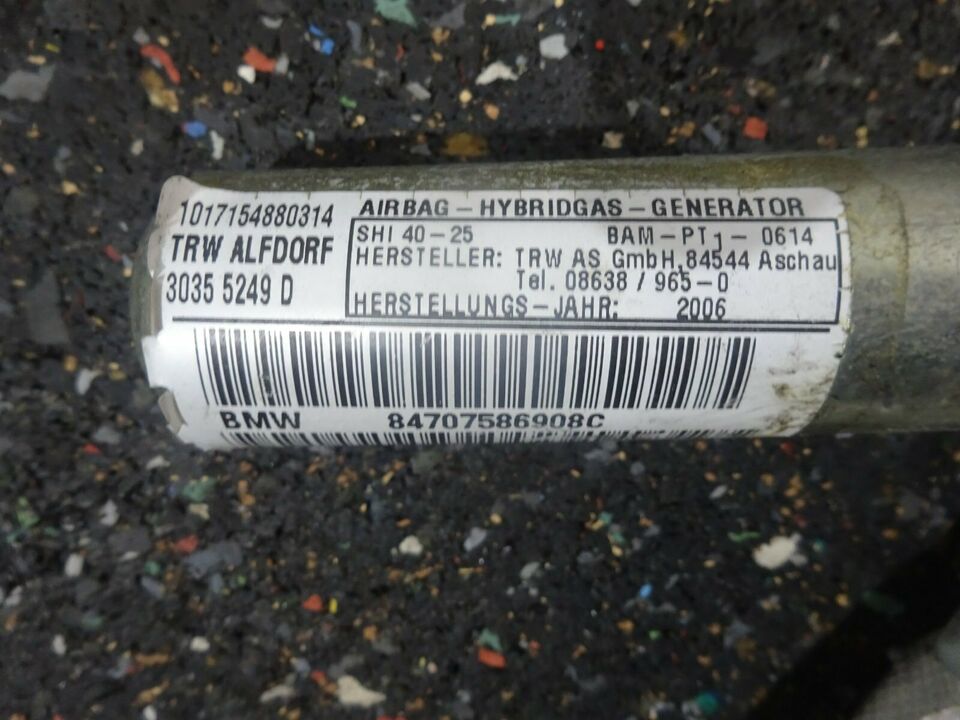 1017154880314
TRW ALFDORF
3035 5249 D
AIRBAG – HYBRIDGAS – GENERATOR
SHI 40-25 BAM-PT1- 0614
HERSTELLER: TRW AS GmbH, 84544 Aschau
Tel. 08638 / 965-0
HERSTELLUNGS-JAHR: 2006
BMW 84707586908C